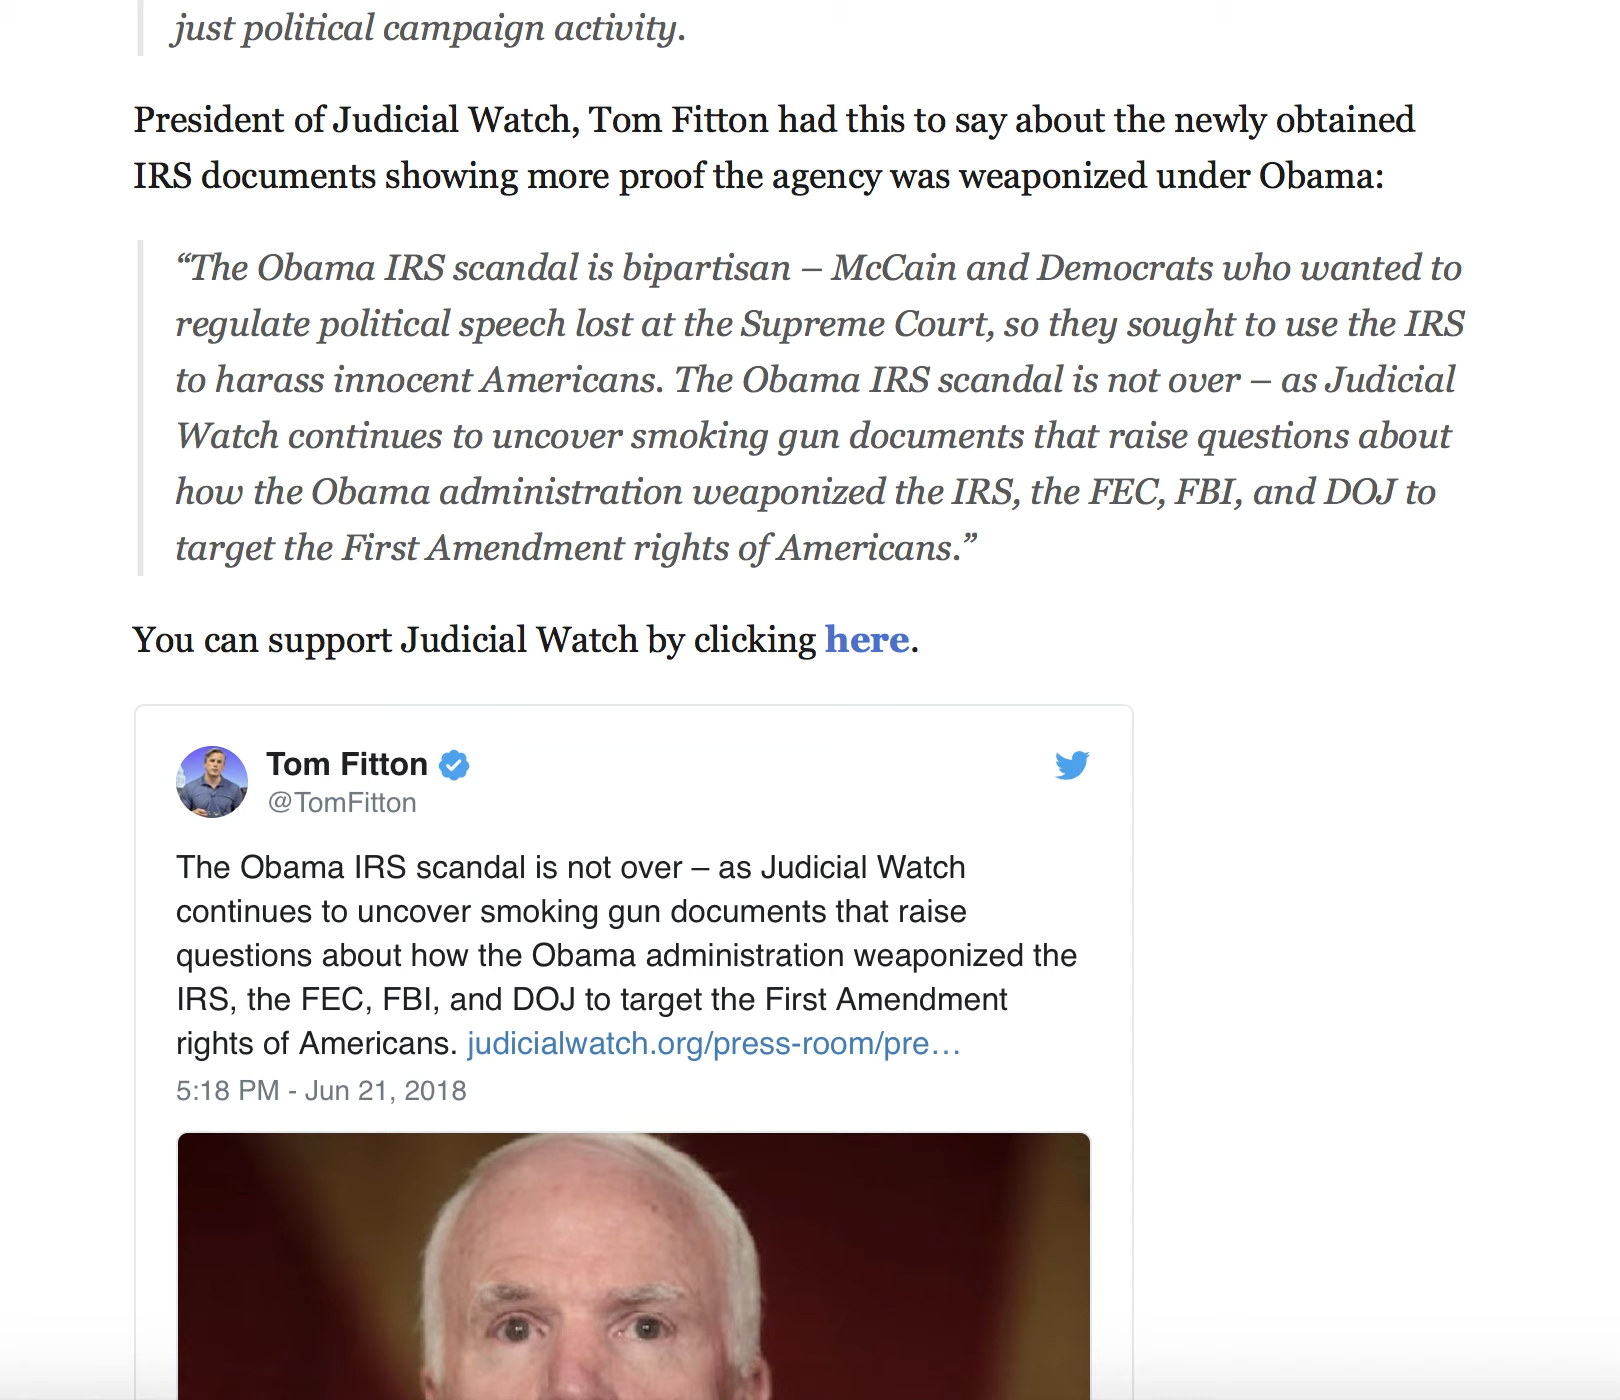 just political campaign activity.
President of Judicial Watch, Tom Fitton had this to say about the newly obtained
IRS documents showing more proof the agency was weaponized under Obama:
“The Obama IRS scandal is bipartisan – McCain and Democrats who wanted to
regulate political speech lost at the Supreme Court, so they sought to use the IRS
to harass innocent Americans. The Obama IRS scandal is not over – as Judicial
Watch continues to uncover smoking gun documents that raise questions about
how the Obama administration weaponized the IRS, the FEC, FBI, and DOJ to
target the First Amendment rights of Americans.”
You can support Judicial Watch by clicking here.
Tom Fitton
@TomFitton
The Obama IRS scandal is not over – as Judicial Watch
continues to uncover smoking gun documents that raise
questions about how the Obama administration weaponized the
IRS, the FEC, FBI, and DOJ to target the First Amendment
rights of Americans. judicialwatch.org/press-room/pre…
5:18 PM - Jun 21, 2018